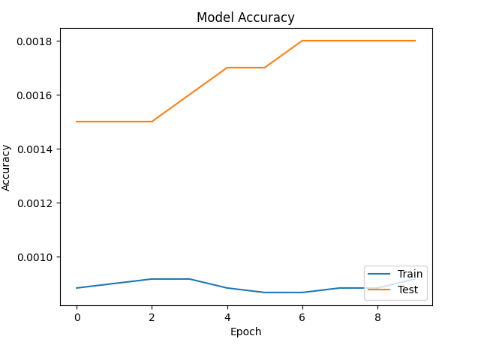 Model Accuracy
0.0018
0.0016
0.0014
0.0012
0.0010
Accuracy
0 2 4 6 8
Epoch
Train
Test